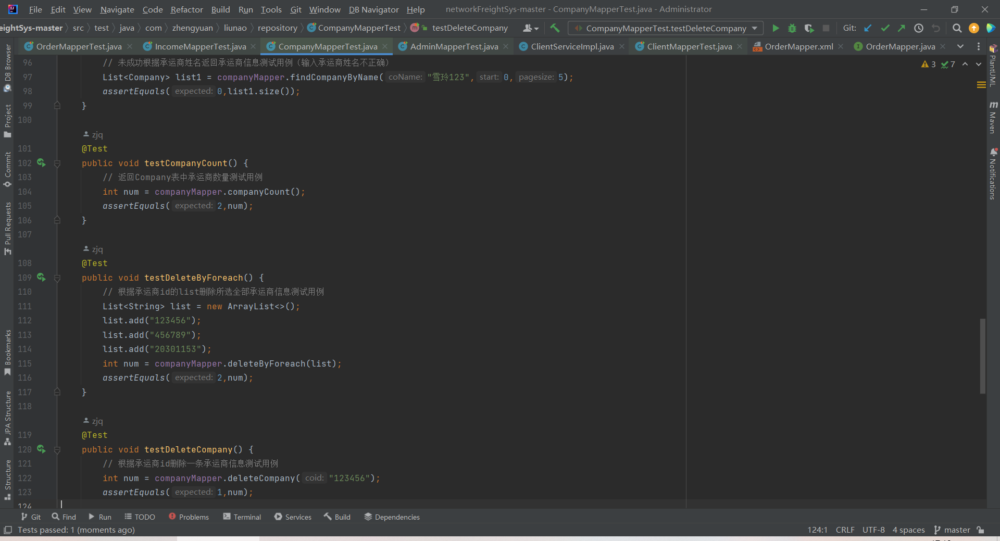 File Edit View Navigate Code Refactor Build Run Tools Git Window DB Navigator Help networkFreightSys-master - CompanyMapperTest.java - Administrator
eightSys-master src test java com zhengyuan liunao repository CompanyMapperTest testDeleteCompany CompanyMapperTest.testDeleteCompany Git:
OrderMapperTest.java IncomeMapperTest.java CompanyMapperTest.java AdminMapperTest.java ClientServiceImpl.java ClientMapperTest.java OrderMapper.xml OrderMapper.java
DB Browser
Project
Commit
Pull Requests
Bookmarks
JPA Structure
Structure
3 7
96 // 未成功根据承运商姓名返回承运商信息测试用例（输入承运商姓名不正确）
97 List<Company> list1 = companyMapper.findCompanyByName( coName: "雪玲123", start: 0, pagesize: 5);
98 assertEquals( expected: 0,list1.size());
99 }
100
zjq
101 @Test
102 public void testCompanyCount() {
103 // 返回Company表中承运商数量测试用例
104 int num = companyMapper.companyCount();
105 assertEquals( expected: 2,num);
106 }
107
zjq
108 @Test
109 public void testDeleteByForeach() {
110 // 根据承运商id的list删除所选全部承运商信息测试用例
111 List<String> list = new ArrayList<>();
112 list.add("123456");
113 list.add("456789");
114 list.add("20301153");
115 int num = companyMapper.deleteByForeach(list);
116 assertEquals( expected: 2,num);
117 }
118
zjq
119 @Test
120 public void testDeleteCompany() {
121 // 根据承运商id删除一条承运商信息测试用例
122 int num = companyMapper.deleteCompany( coid: "123456");
123 assertEquals( expected: 1,num);
124
PlantUML
Maven
Notifications
Git Find Run TODO Problems Terminal Services Build Dependencies
Tests passed: 1 (moments ago) 124:1 CRLF UTF-8 4 spaces master